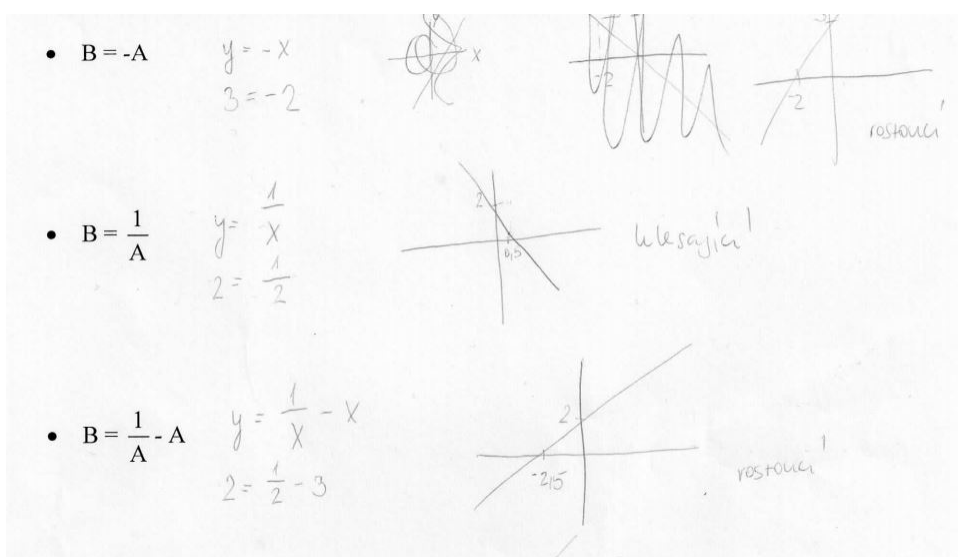 • B = -A
y = -x
3 = -2
x
-2
-2
rostoucí
• B = 1/A
y = 1/x
2 = 1/2
2
0,5
klesající
• B = 1/A - A
y = 1/x - x
2 = 1/2 - 3
2
-2,5
rostoucí